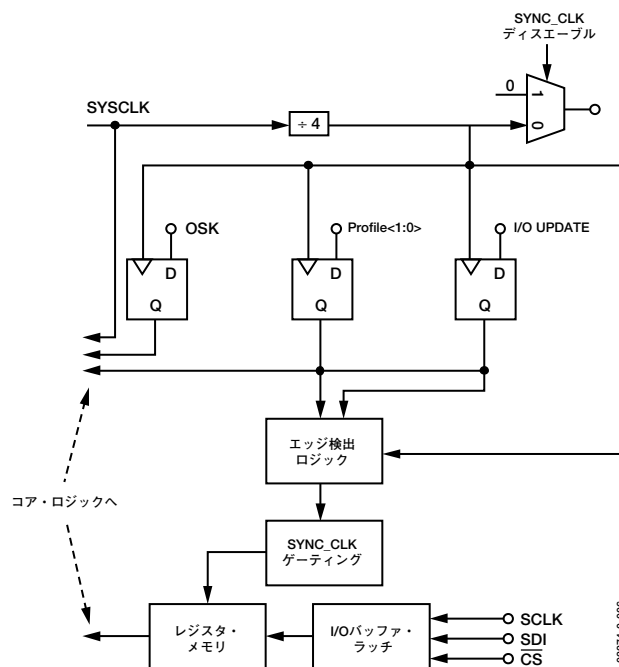 SYNC_CLK
ディスエーブル
0
1
SYSCLK
÷ 4
0
OSK
Profile<1:0>
I/O UPDATE
D
Q
D
Q
D
Q
エッジ検出
ロジック
コア・ロジックへ
SYNC_CLK
ゲーティング
レジスタ・
メモリ
I/Oバッファ・
ラッチ
SCLK
SDI
CS